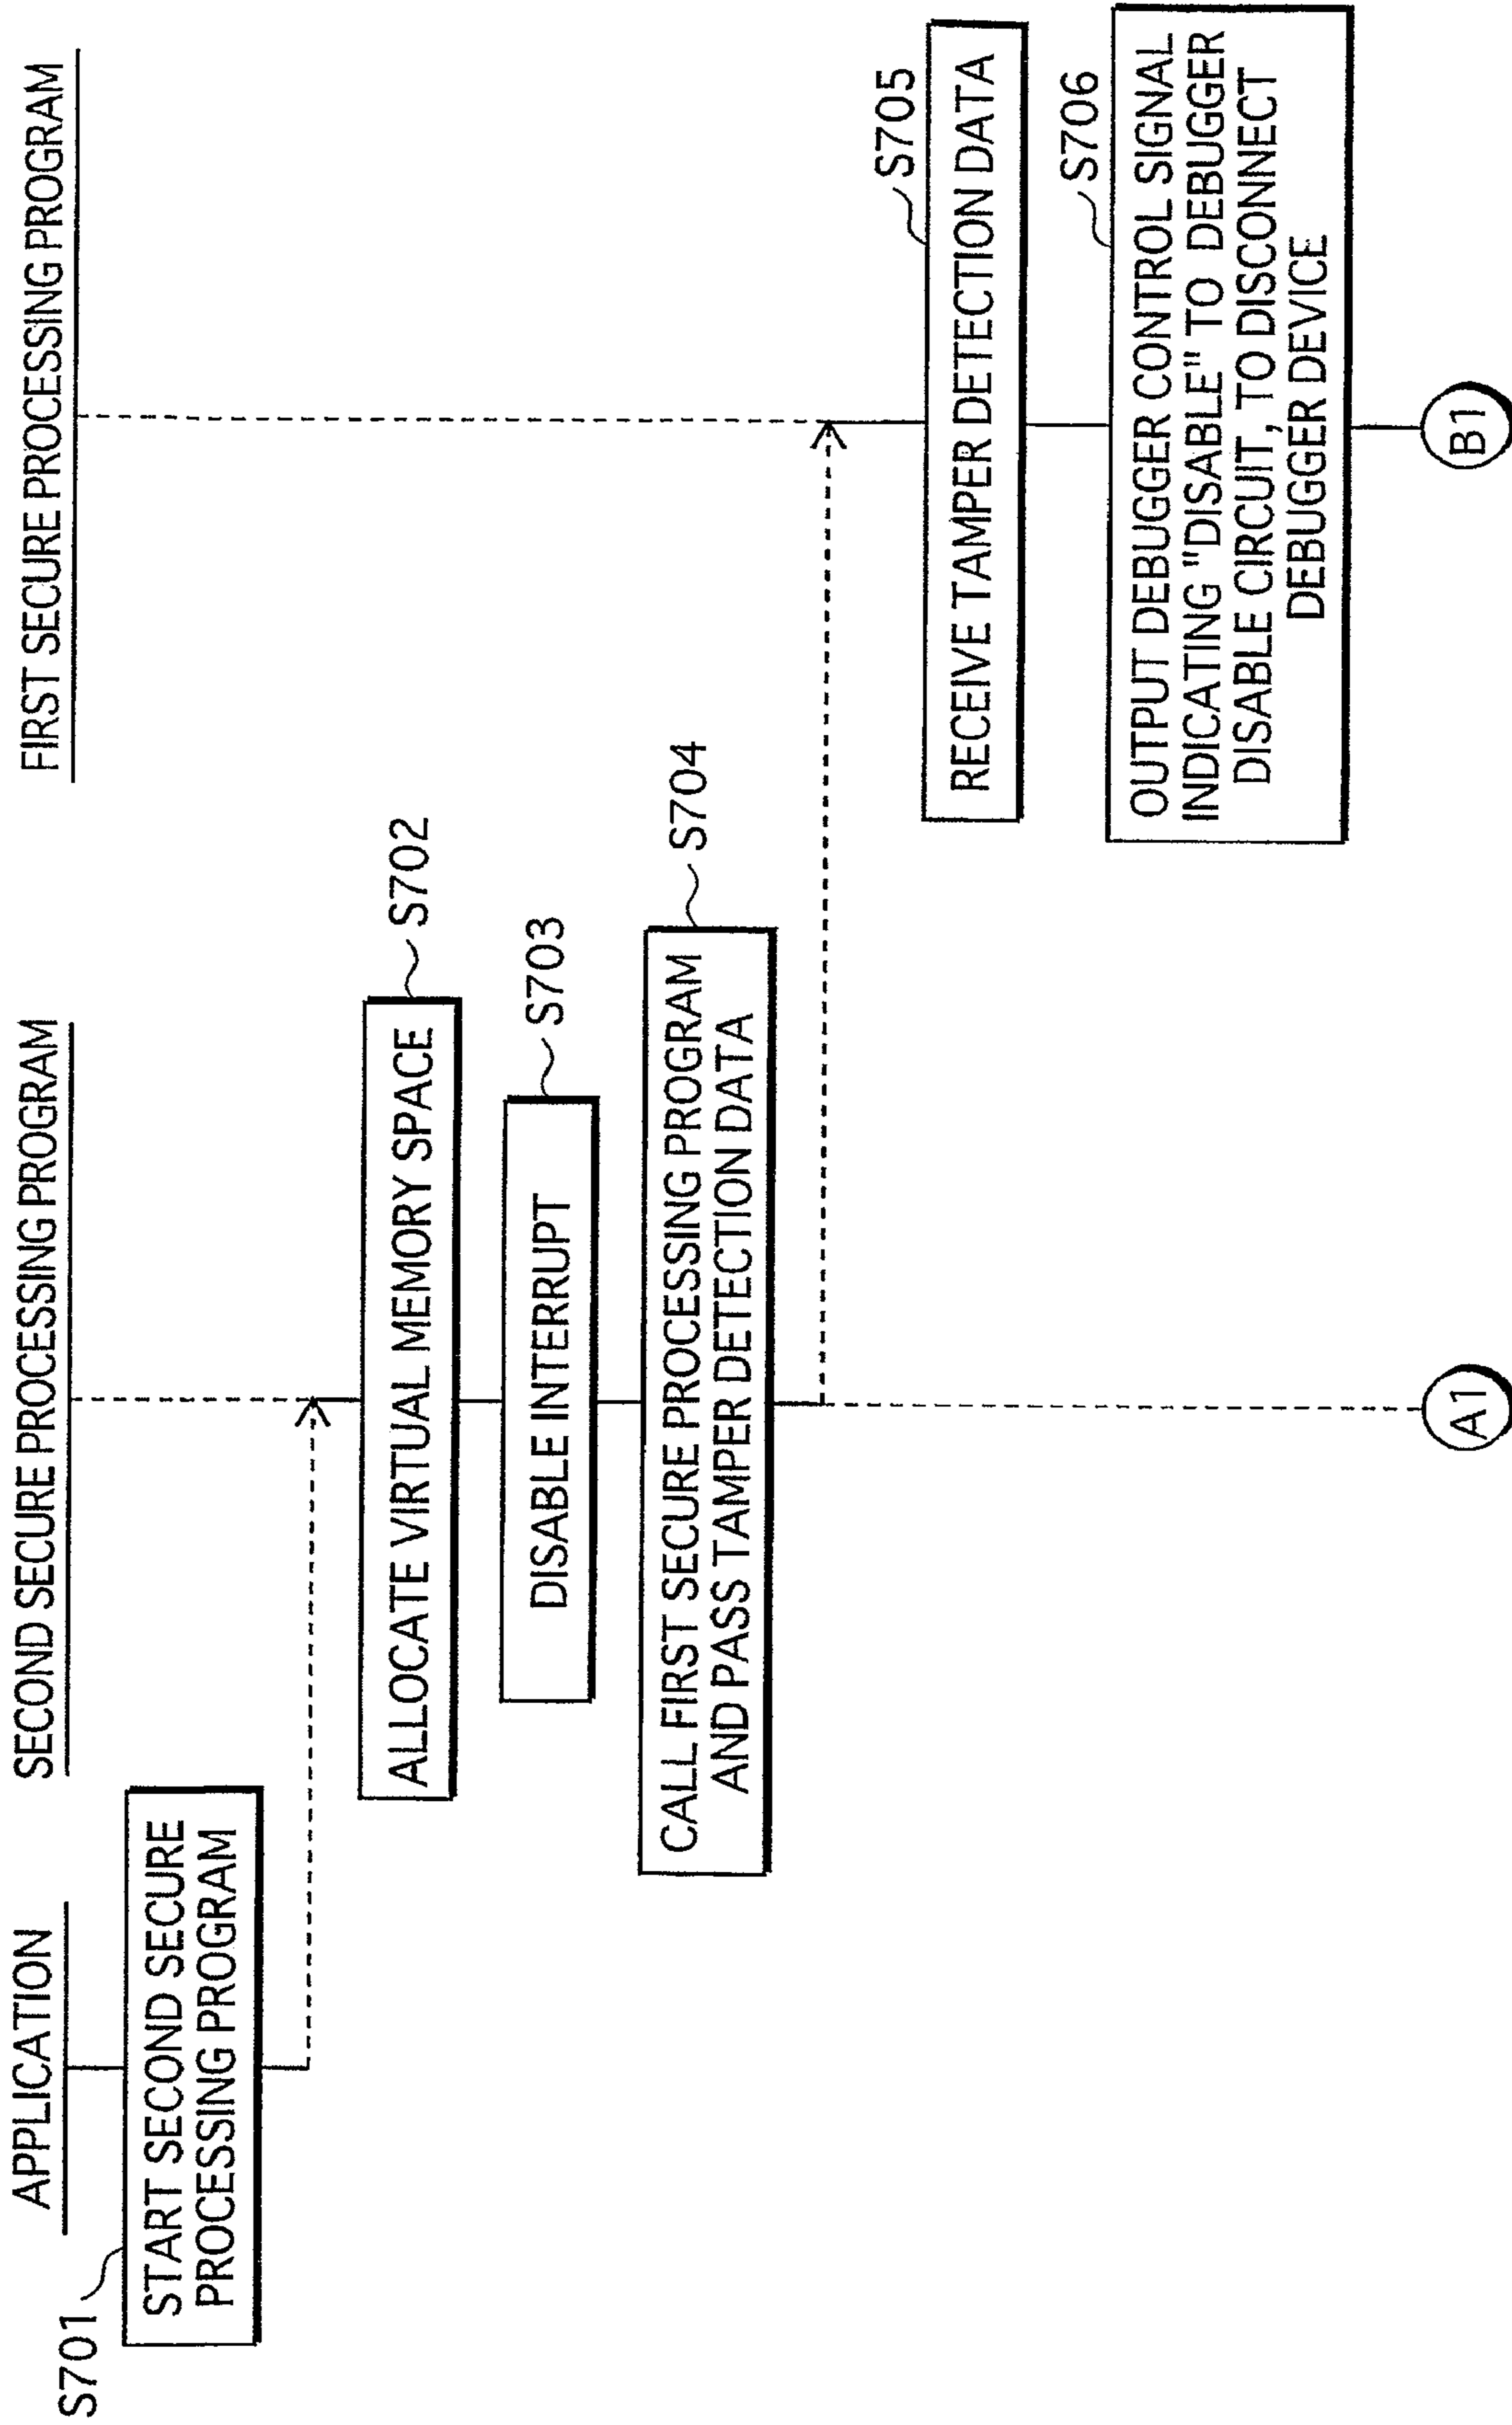 APPLICATION
SECOND SECURE PROCESSING PROGRAM
FIRST SECURE PROCESSING PROGRAM
S701
START SECOND SECURE
PROCESSING PROGRAM
S702
ALLOCATE VIRTUAL MEMORY SPACE
S703
DISABLE INTERRUPT
S704
CALL FIRST SECURE PROCESSING PROGRAM
AND PASS TAMPER DETECTION DATA
S705
RECEIVE TAMPER DETECTION DATA
S706
OUTPUT DEBUGGER CONTROL SIGNAL
INDICATING "DISABLE" TO DEBUGGER
DISABLE CIRCUIT, TO DISCONNECT
DEBUGGER DEVICE
A1
B1